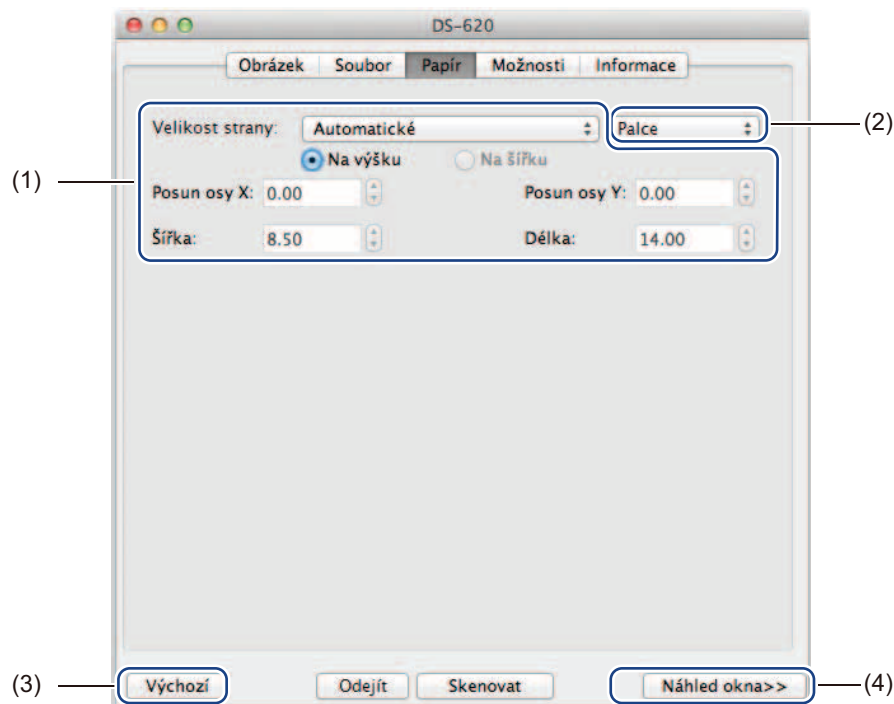 DS-620
Obrázek Soubor Papír Možnosti Informace
Velikost strany: Automatické Palce (2)
Na výšku Na šířku
(1)
Posun osy X: 0.00 Posun osy Y: 0.00
Šířka: 8.50 Délka: 14.00
(3) Výchozí Odejít Skenovat Náhled okna>> (4)